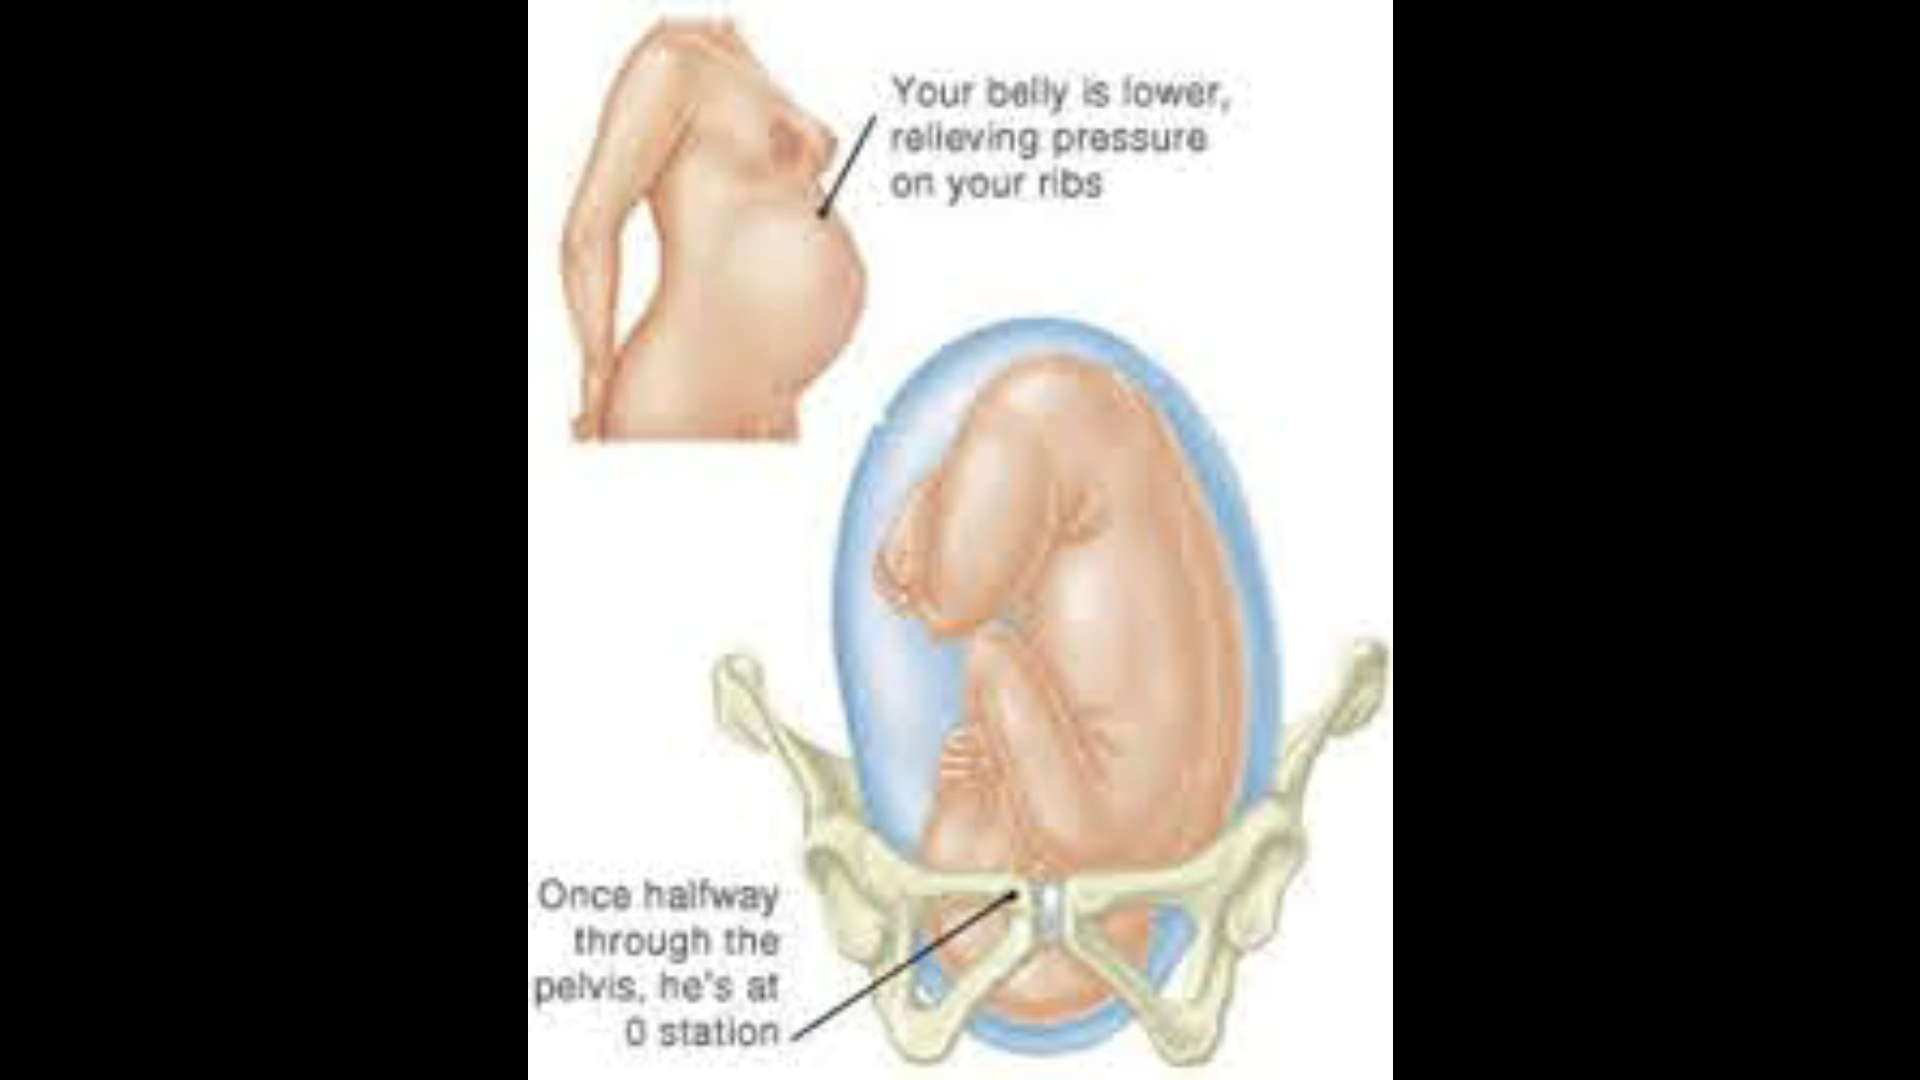 Your belly is lower,
relieving pressure
on your ribs
Once halfway
through the
pelvis, he's at
0 station